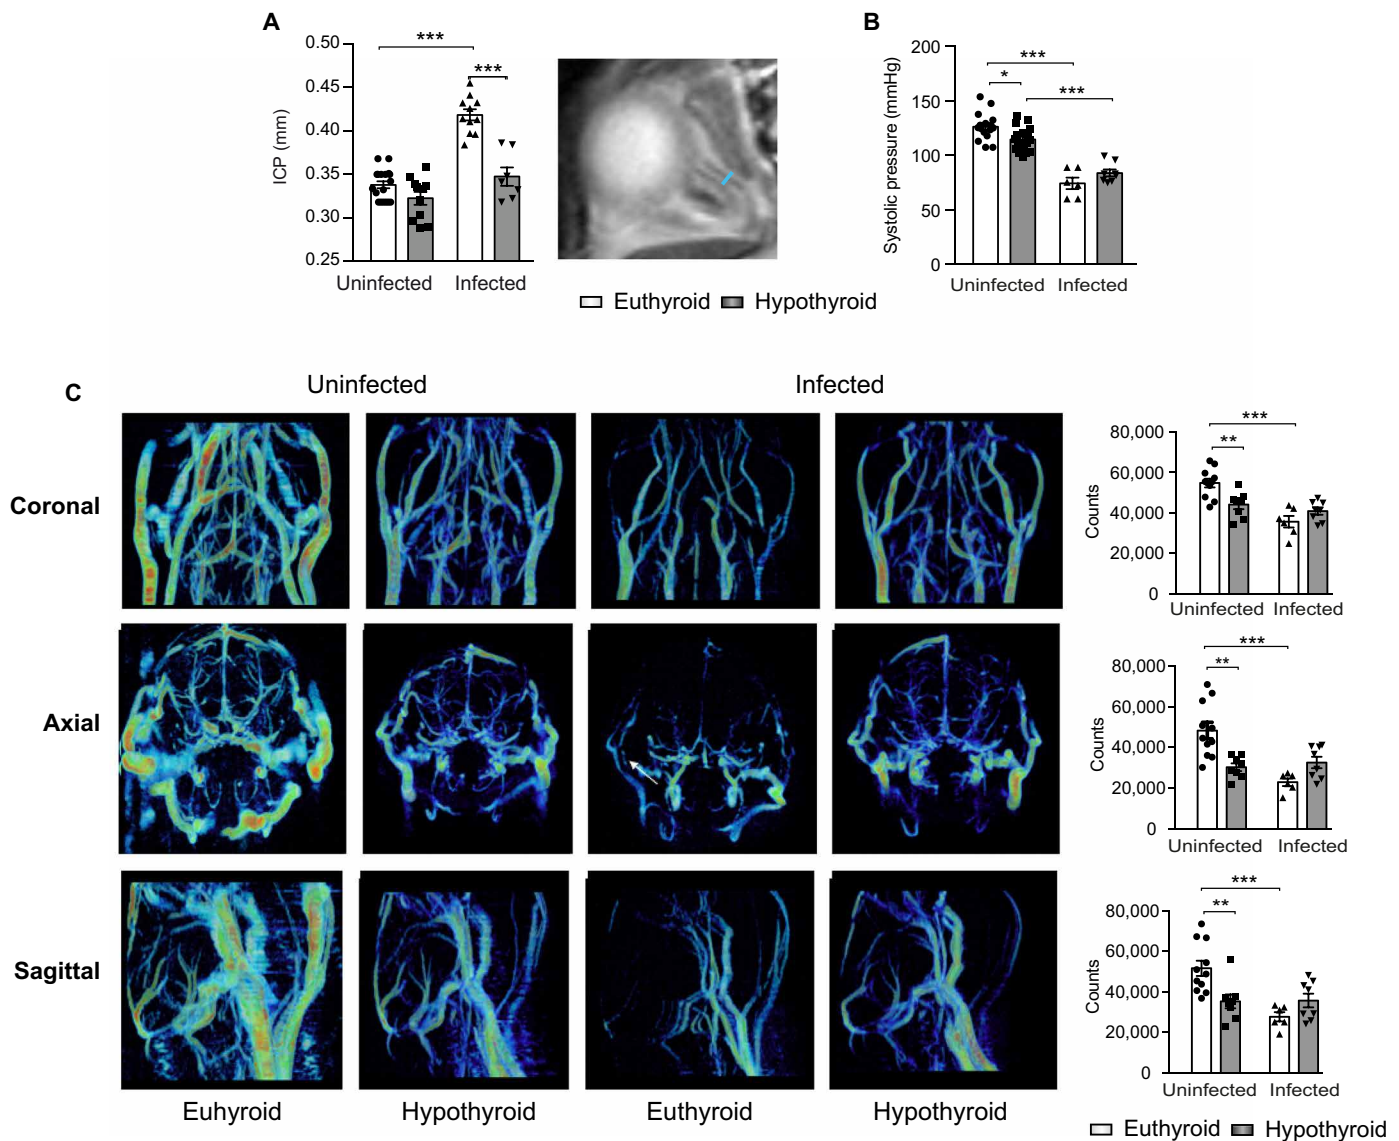 A
B
0.50
0.45
0.40
0.35
0.30
0.25
ICP (mm)
***
***
Uninfected
Infected
200
150
100
50
0
Systolic pressure (mmHg)
***
*
***
Uninfected
Infected
Euthyroid
Hypothyroid
C
Uninfected
Infected
Coronal
80,000
60,000
40,000
20,000
0
Counts
***
**
Uninfected
Infected
Axial
80,000
60,000
40,000
20,000
0
Counts
***
**
Uninfected
Infected
Sagittal
80,000
60,000
40,000
20,000
0
Counts
***
**
Uninfected
Infected
Euhyroid
Hypothyroid
Euthyroid
Hypothyroid
Euthyroid
Hypothyroid